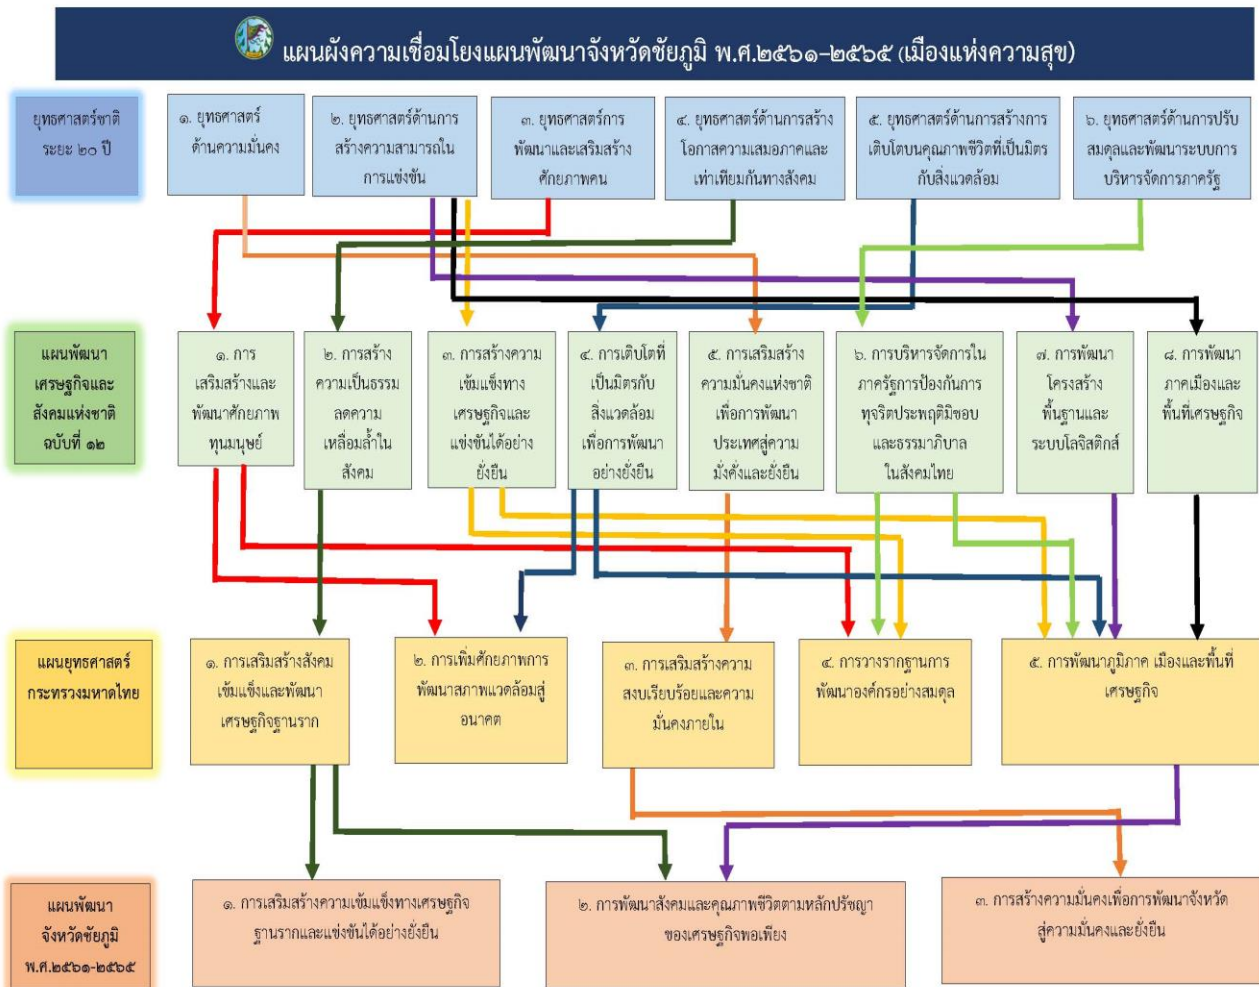 แผนผังความเชื่อมโยงแผนพัฒนาจังหวัดชัยภูมิ พ.ศ.๒๕๖๑-๒๕๖๕ (เมืองแห่งความสุข)
ยุทธศาสตร์ชาติ
ระยะ ๒๐ ปี
๑. ยุทธศาสตร์
ด้านความมั่นคง
๒. ยุทธศาสตร์ด้านการ
สร้างความสามารถใน
การแข่งขัน
๓. ยุทธศาสตร์การ
พัฒนาและเสริมสร้าง
ศักยภาพคน
๔. ยุทธศาสตร์ด้านการสร้าง
โอกาสความเสมอภาคและ
เท่าเทียมกันทางสังคม
๕. ยุทธศาสตร์ด้านการสร้างการ
เติบโตบนคุณภาพชีวิตที่เป็นมิตร
กับสิ่งแวดล้อม
๖. ยุทธศาสตร์ด้านการปรับ
สมดุลและพัฒนาระบบการ
บริหารจัดการภาครัฐ
แผนพัฒนา
เศรษฐกิจและ
สังคมแห่งชาติ
ฉบับที่ ๑๒
๑. การ
เสริมสร้างและ
พัฒนาศักยภาพ
ทุนมนุษย์
๒. การสร้าง
ความเป็นธรรม
ลดความ
เหลื่อมล้ำใน
สังคม
๓. การสร้างความ
เข้มแข็งทาง
เศรษฐกิจและ
แข่งขันได้อย่าง
ยั่งยืน
๔. การเติบโตที่
เป็นมิตรกับ
สิ่งแวดล้อม
เพื่อการพัฒนา
อย่างยั่งยืน
๕. การเสริมสร้าง
ความมั่นคงแห่งชาติ
เพื่อการพัฒนา
ประเทศสู่ความ
มั่งคั่งและยั่งยืน
๖. การบริหารจัดการใน
ภาครัฐการป้องกันการ
ทุจริตประพฤติมิชอบ
และธรรมาภิบาล
ในสังคมไทย
๗. การพัฒนา
โครงสร้าง
พื้นฐานและ
ระบบโลจิสติกส์
๘. การพัฒนา
ภาคเมืองและ
พื้นที่เศรษฐกิจ
แผนยุทธศาสตร์
กระทรวงมหาดไทย
๑. การเสริมสร้างสังคม
เข้มแข็งและพัฒนา
เศรษฐกิจฐานราก
๒. การเพิ่มศักยภาพการ
พัฒนาสภาพแวดล้อมสู่
อนาคต
๓. การเสริมสร้างความ
สงบเรียบร้อยและความ
มั่นคงภายใน
๔. การวางรากฐานการ
พัฒนาองค์กรอย่างสมดุล
๕. การพัฒนาภูมิภาค เมืองและพื้นที่
เศรษฐกิจ
แผนพัฒนา
จังหวัดชัยภูมิ
พ.ศ.๒๕๖๑-๒๕๖๕
๑. การเสริมสร้างความเข้มแข็งทางเศรษฐกิจ
ฐานรากและแข่งขันได้อย่างยั่งยืน
๒. การพัฒนาสังคมและคุณภาพชีวิตตามหลักปรัชญา
ของเศรษฐกิจพอเพียง
๓. การสร้างความมั่นคงเพื่อการพัฒนาจังหวัด
สู่ความมั่นคงและยั่งยืน